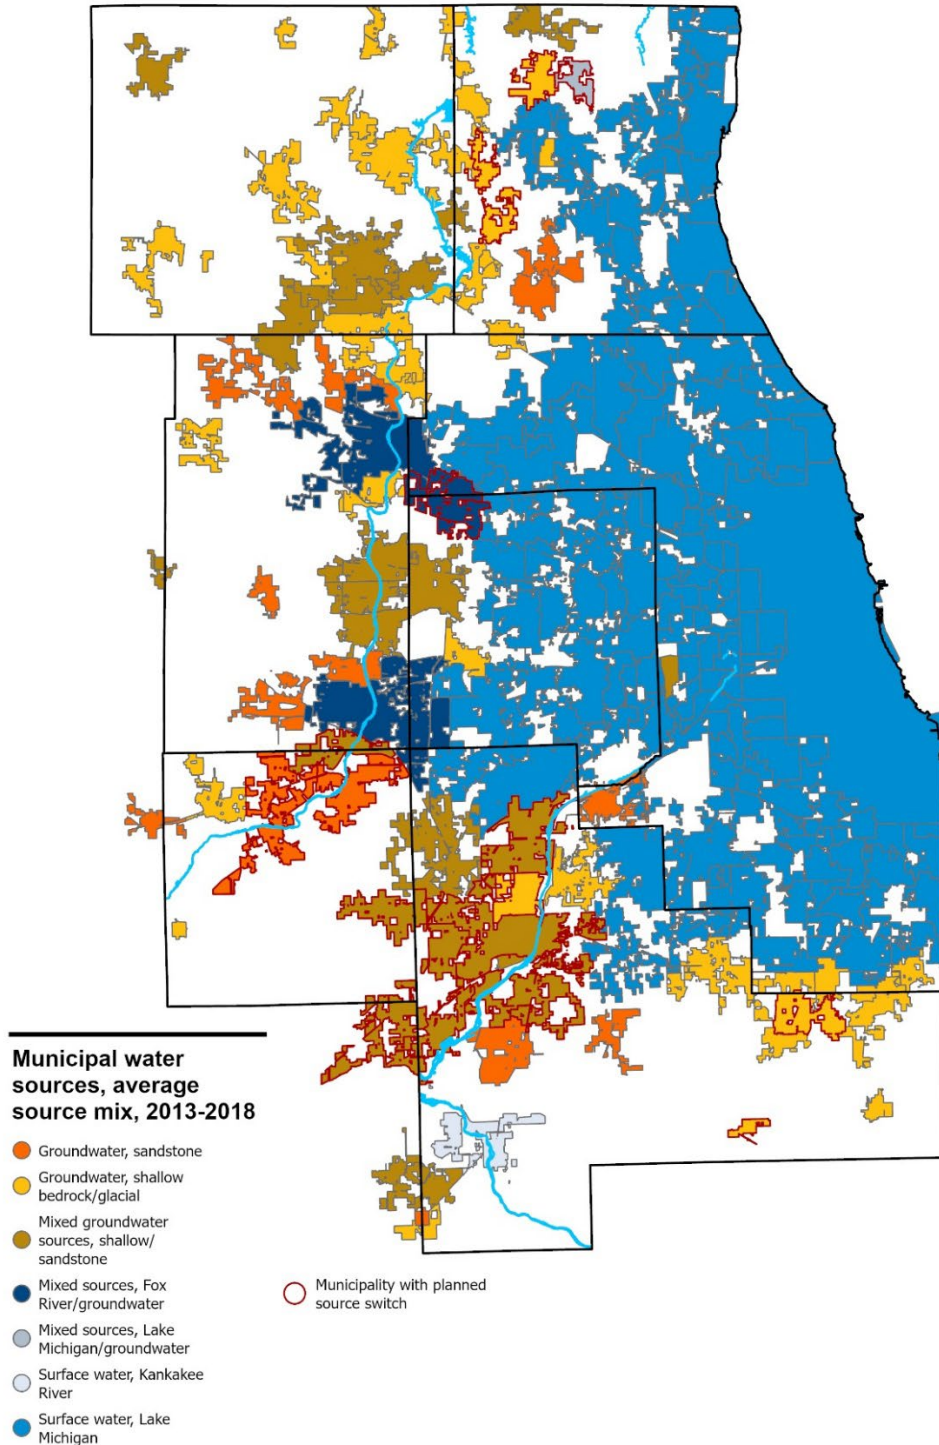 Municipal water
sources, average
source mix, 2013-2018
Groundwater, sandstone
Groundwater, shallow
bedrock/glacial
Mixed groundwater
sources, shallow/
sandstone
Mixed sources, Fox
River/groundwater
Mixed sources, Lake
Michigan/groundwater
Surface water, Kankakee
River
Surface water, Lake
Michigan
Municipality with planned
source switch